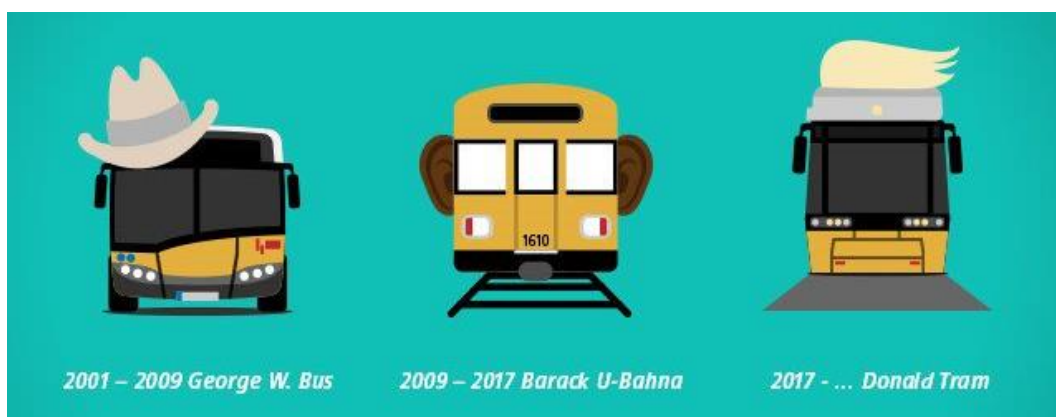 1610
2001 – 2009 George W. Bus
2009 – 2017 Barack U-Bahna
2017 - ... Donald Tram